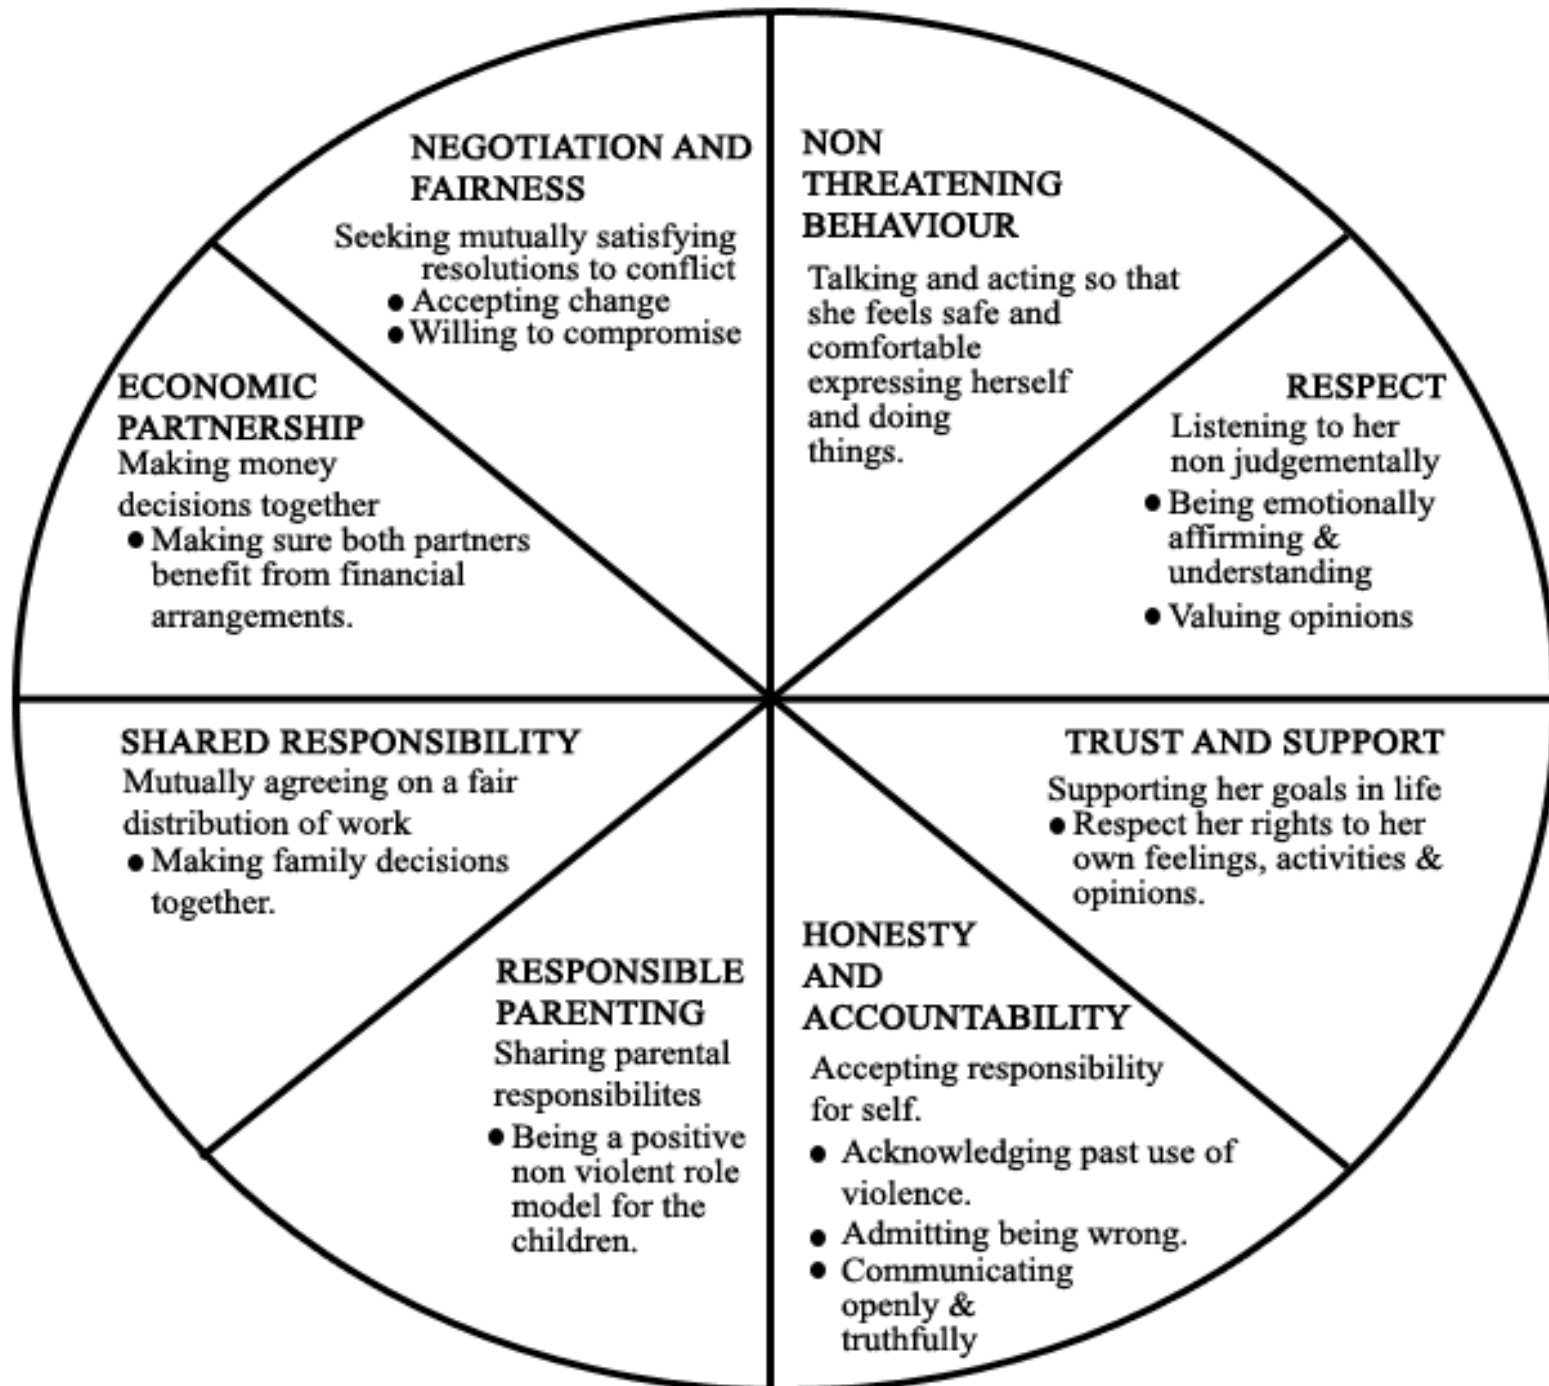 NEGOTIATION AND
FAIRNESS
Seeking mutually satisfying
resolutions to conflict
● Accepting change
● Willing to compromise
NON
THREATENING
BEHAVIOUR
Talking and acting so that
she feels safe and
comfortable
expressing herself
and doing
things.
RESPECT
Listening to her
non judgementally
● Being emotionally
affirming &
understanding
● Valuing opinions
TRUST AND SUPPORT
Supporting her goals in life
● Respect her rights to her
own feelings, activities &
opinions.
HONESTY
AND
ACCOUNTABILITY
Accepting responsibility
for self.
● Acknowledging past use of
violence.
● Admitting being wrong.
● Communicating
openly &
truthfully
RESPONSIBLE
PARENTING
Sharing parental
responsibilites
● Being a positive
non violent role
model for the
children.
SHARED RESPONSIBILITY
Mutually agreeing on a fair
distribution of work
● Making family decisions
together.
ECONOMIC
PARTNERSHIP
Making money
decisions together
● Making sure both partners
benefit from financial
arrangements.